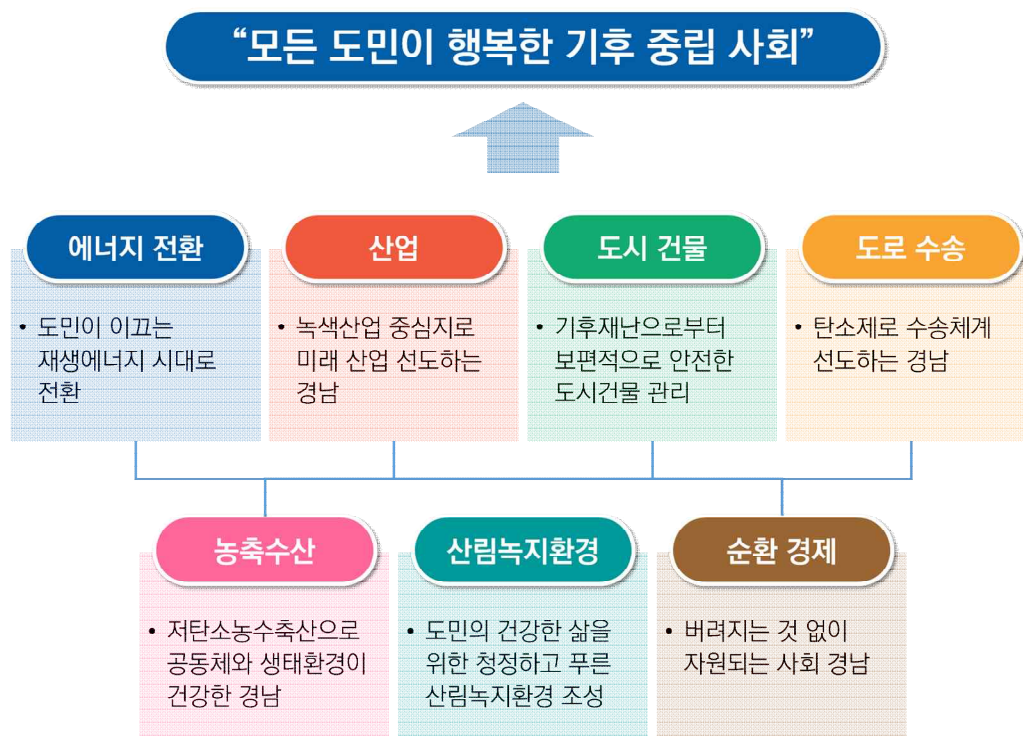 “모든 도민이 행복한 기후 중립 사회”
에너지 전환
• 도민이 이끄는
재생에너지 시대로
전환
산업
• 녹색산업 중심지로
미래 산업 선도하는
경남
도시 건물
• 기후재난으로부터
보편적으로 안전한
도시건물 관리
도로 수송
• 탄소제로 수송체계
선도하는 경남
농축수산
• 저탄소농수축산으로
공동체와 생태환경이
건강한 경남
산림녹지환경
• 도민의 건강한 삶을
위한 청정하고 푸른
산림녹지환경 조성
순환 경제
• 버려지는 것 없이
자원되는 사회 경남